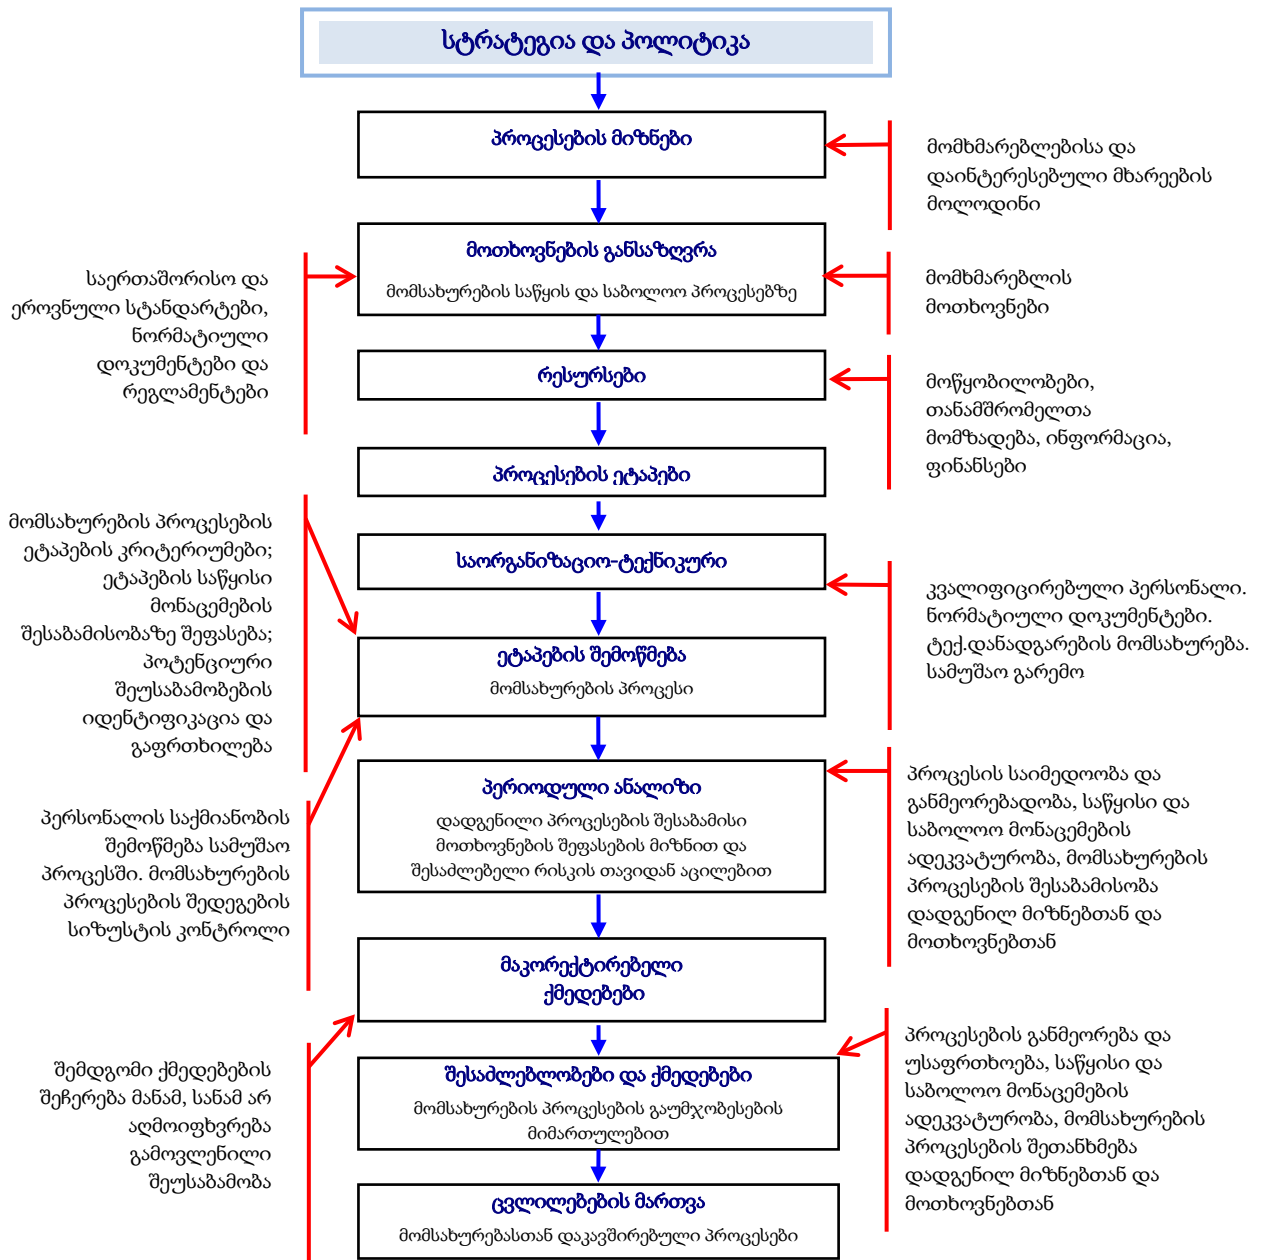 სტრატეგია და პოლიტიკა
პროცესების მიზნები
მომხმარებლებისა და
დაინტერესებული მხარეების
მოლოდინი
მოთხოვნების განსაზღვრა
მომსახურების საწყის და საბოლოო პროცესებზე
საერთაშორისო და
ეროვნული სტანდარტები,
ნორმატიული
დოკუმენტები და
რეგლამენტები
მომხმარებლის
მოთხოვნები
რესურსები
მოწყობილობები,
თანამშრომელთა
მომზადება, ინფორმაცია,
ფინანსები
პროცესების ეტაპები
საორგანიზაციო-ტექნიკური
კვალიფიცირებული პერსონალი.
ნორმატიული დოკუმენტები.
ტექ.დანადგარების მომსახურება.
სამუშაო გარემო
მომსახურების პროცესების
ეტაპების კრიტერიუმები;
ეტაპების საწყისი
მონაცემების
შესაბამისობაზე შეფასება;
პოტენციური
შეუსაბამობების
იდენტიფიკაცია და
გაფრთხილება
ეტაპების შემოწმება
მომსახურების პროცესი
პერიოდული ანალიზი
დადგენილი პროცესების შესაბამისი
მოთხოვნების შეფასების მიზნით და
შესაძლებელი რისკის თავიდან აცილებით
პროცესის საიმედოობა და
განმეორებადობა, საწყისი და
საბოლოო მონაცემების
ადეკვატურობა, მომსახურების
პროცესების შესაბამისობა
დადგენილ მიზნებთან და
მოთხოვნებთან
პერსონალის საქმიანობის
შემოწმება სამუშაო
პროცესში. მომსახურების
პროცესების შედეგების
სიზუსტის კონტროლი
მაკორექტირებელი
ქმედებები
შემდგომი ქმედებების
შეჩერება მანამ, სანამ არ
აღმოიფხვრება
გამოვლენილი
შეუსაბამობა
შესაძლებლობები და ქმედებები
მომსახურების პროცესების გაუმჯობესების
მიმართულებით
პროცესების განმეორება და
უსაფრთხოება, საწყისი და
საბოლოო მონაცემების
ადეკვატურობა, მომსახურების
პროცესების შეთანხმება
დადგენილ მიზნებთან და
მოთხოვნებთან
ცვლილებების მართვა
მომსახურებასთან დაკავშირებული პროცესები